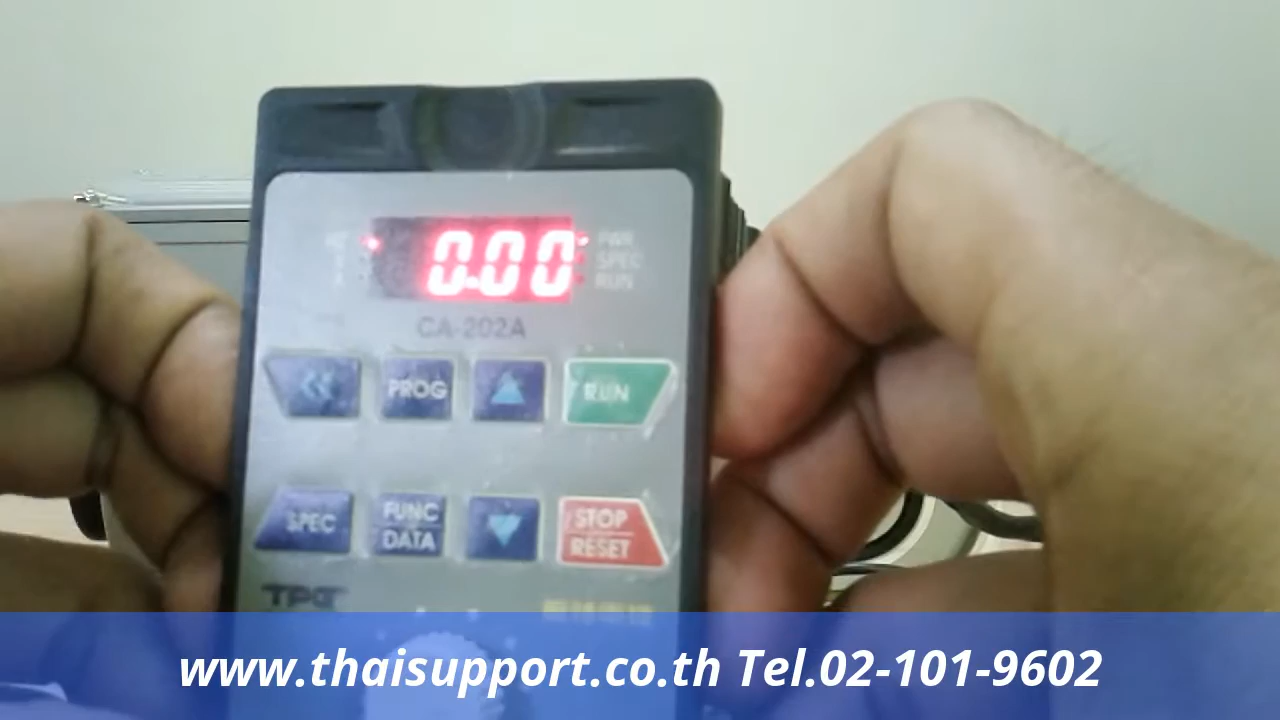 0.00
PWR
SPEC
RUN
CA-202A
PROG
RUN
SPEC
FUNC
DATA
STOP
RESET
www.thaisupport.co.th Tel.02-101-9602